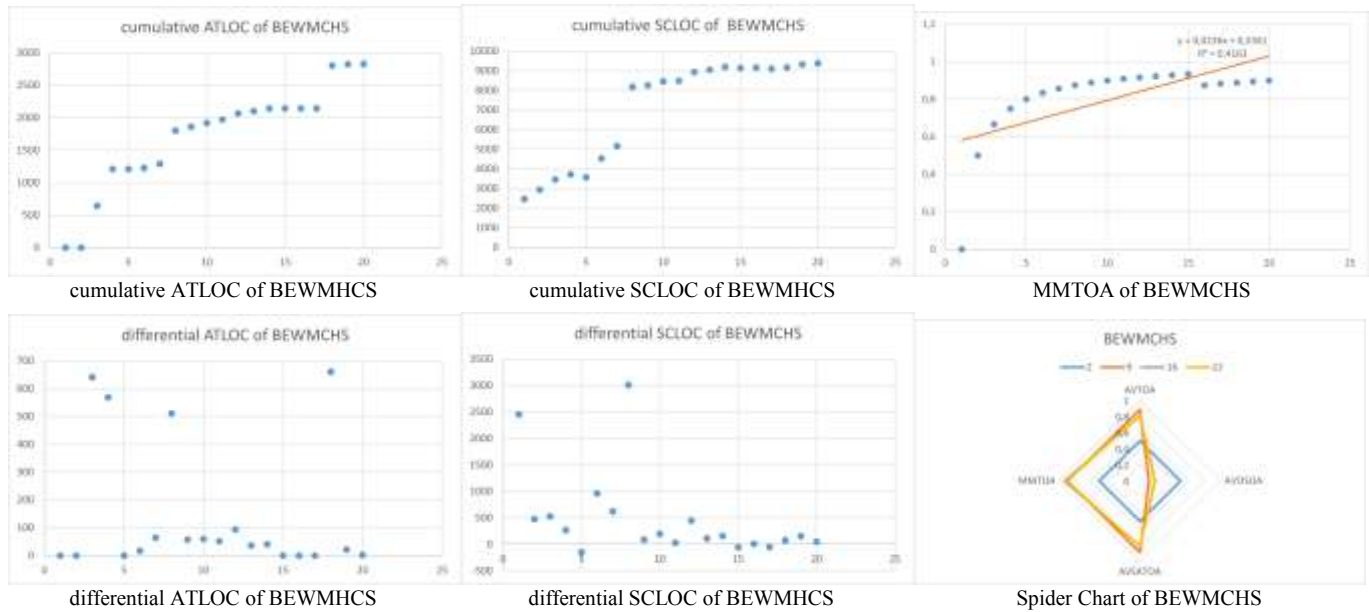 cumulative ATLOC of BEWMCHS
3000
2500
2000
1500
1000
500
0
0 5 10 15 20 25
cumulative ATLOC of BEWMHCS
cumulative SCLOC of BEWMCHS
10000
9000
8000
7000
6000
5000
4000
3000
2000
1000
0
0 5 10 15 20 25
cumulative SCLOC of BEWMHCS
1,2
1
0,8
0,6
0,4
0,2
0
0 5 10 15 20 25
MMTOA of BEWMCHS
differential ATLOC of BEWMCHS
700
600
500
400
300
200
100
0
0 5 10 15 20 25
differential ATLOC of BEWMHCS
differential SCLOC of BEWMCHS
3500
3000
2500
2000
1500
1000
500
0
-500
0 5 10 15 20 25
differential SCLOC of BEWMHCS
BEWMCHS
2 9 16
AVTOA
1
0,8
0,6
0,4
0,2
0
MMTOA
Spider Chart of BEWMCHS